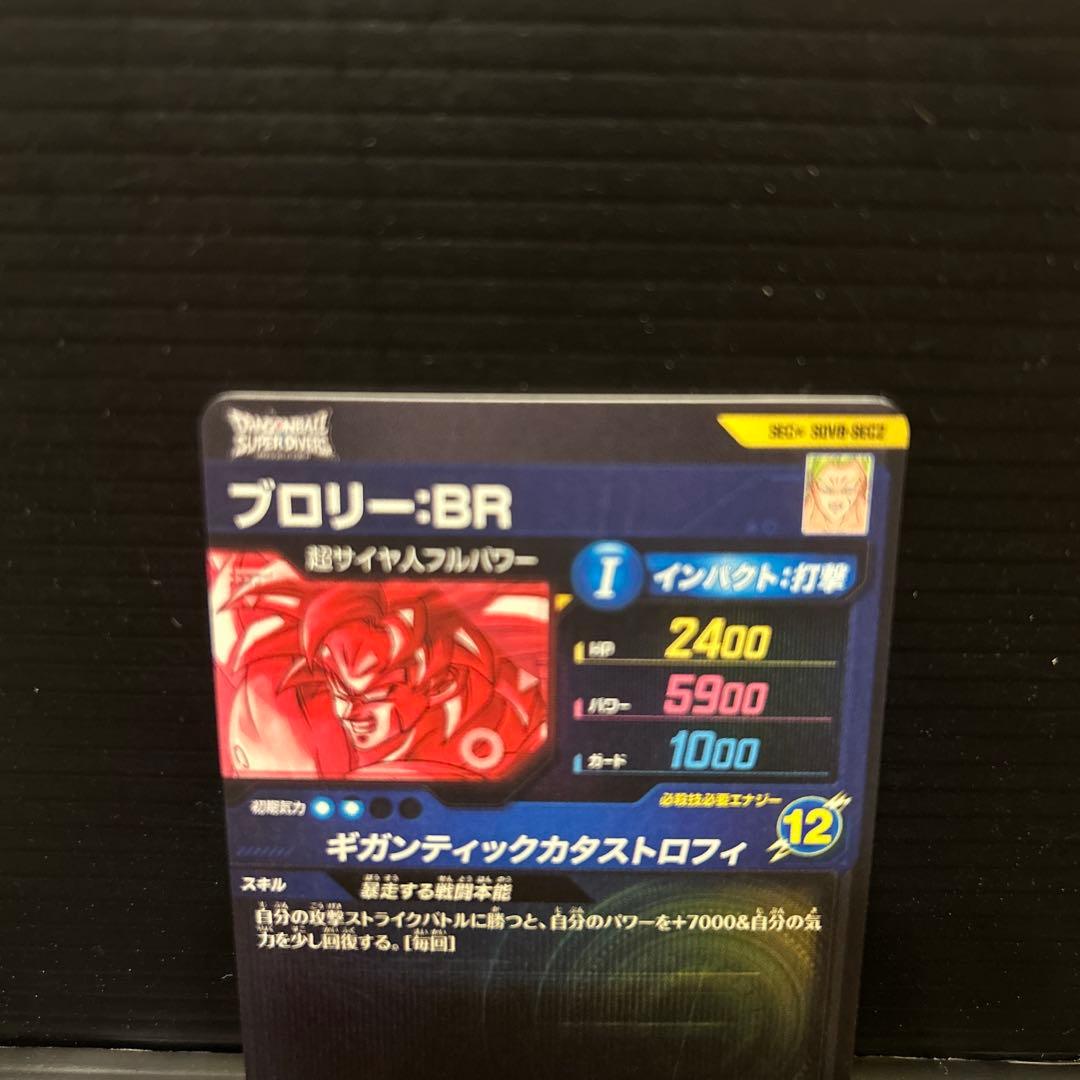 DRAGONBALL
SUPER DIVERS
SEC★ SDV8-SEC2
ブロリー:BR
超サイヤ人フルパワー
I インパクト:打撃
HP 2400
パワー 5900
ガード 1000
初期気力
必殺技必要エナジー
12
ギガンティックカタストロフィ
スキル
暴走する戦闘本能
自分の攻撃ストライクバトルに勝つと、自分のパワーを+7000&自分の気
力を少し回復する。[毎回]